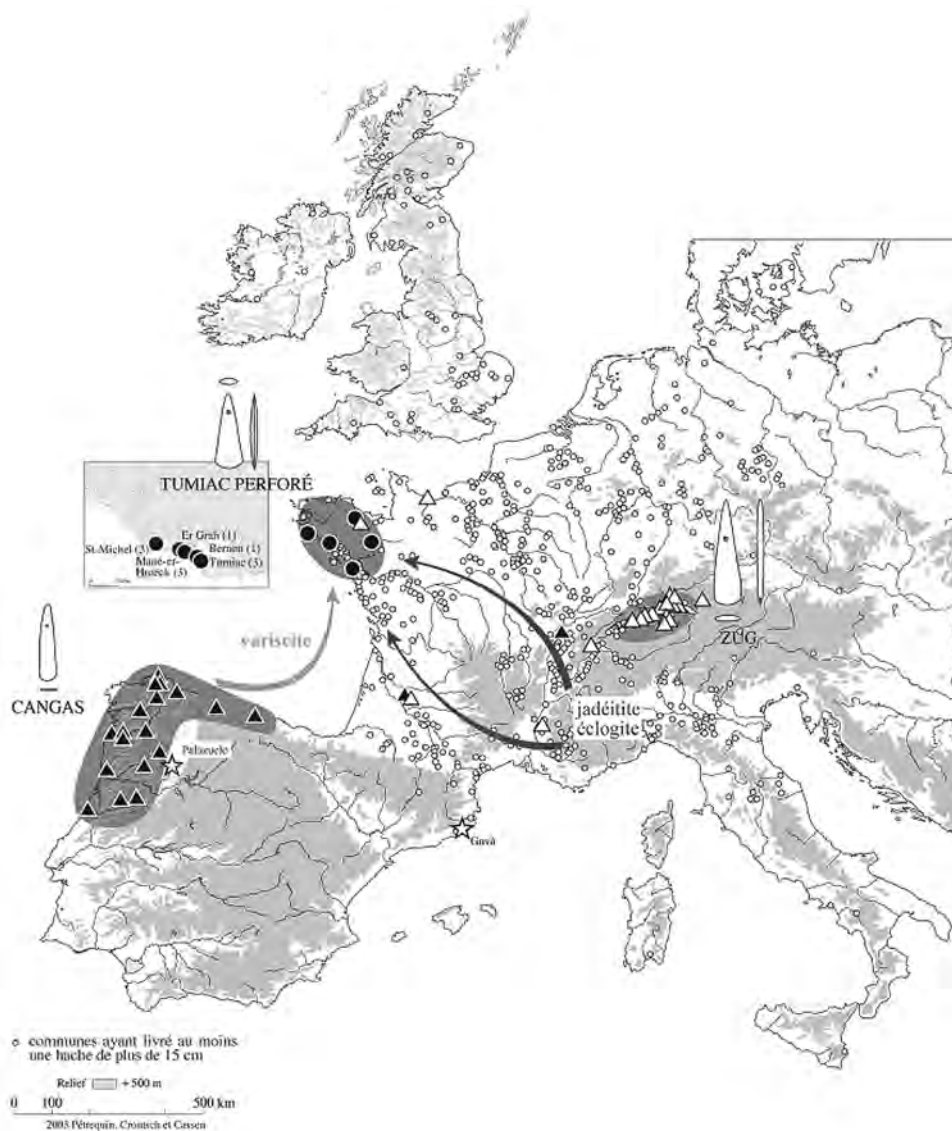 TUMIAC PERFORÉ
Er Grah (1)
St-Michel (3)
Bernon (1)
Mané-er-
Hroëck (3)
Tumiac (3)
variscite
ZUG
CANGAS
jadéitite
éclogite
Palazuelo
Gavà
communes ayant livré au moins
une hache de plus de 15 cm
Relief + 500 m
0 100 500 km
2003 Pétrequin, Croutsch et Cassen